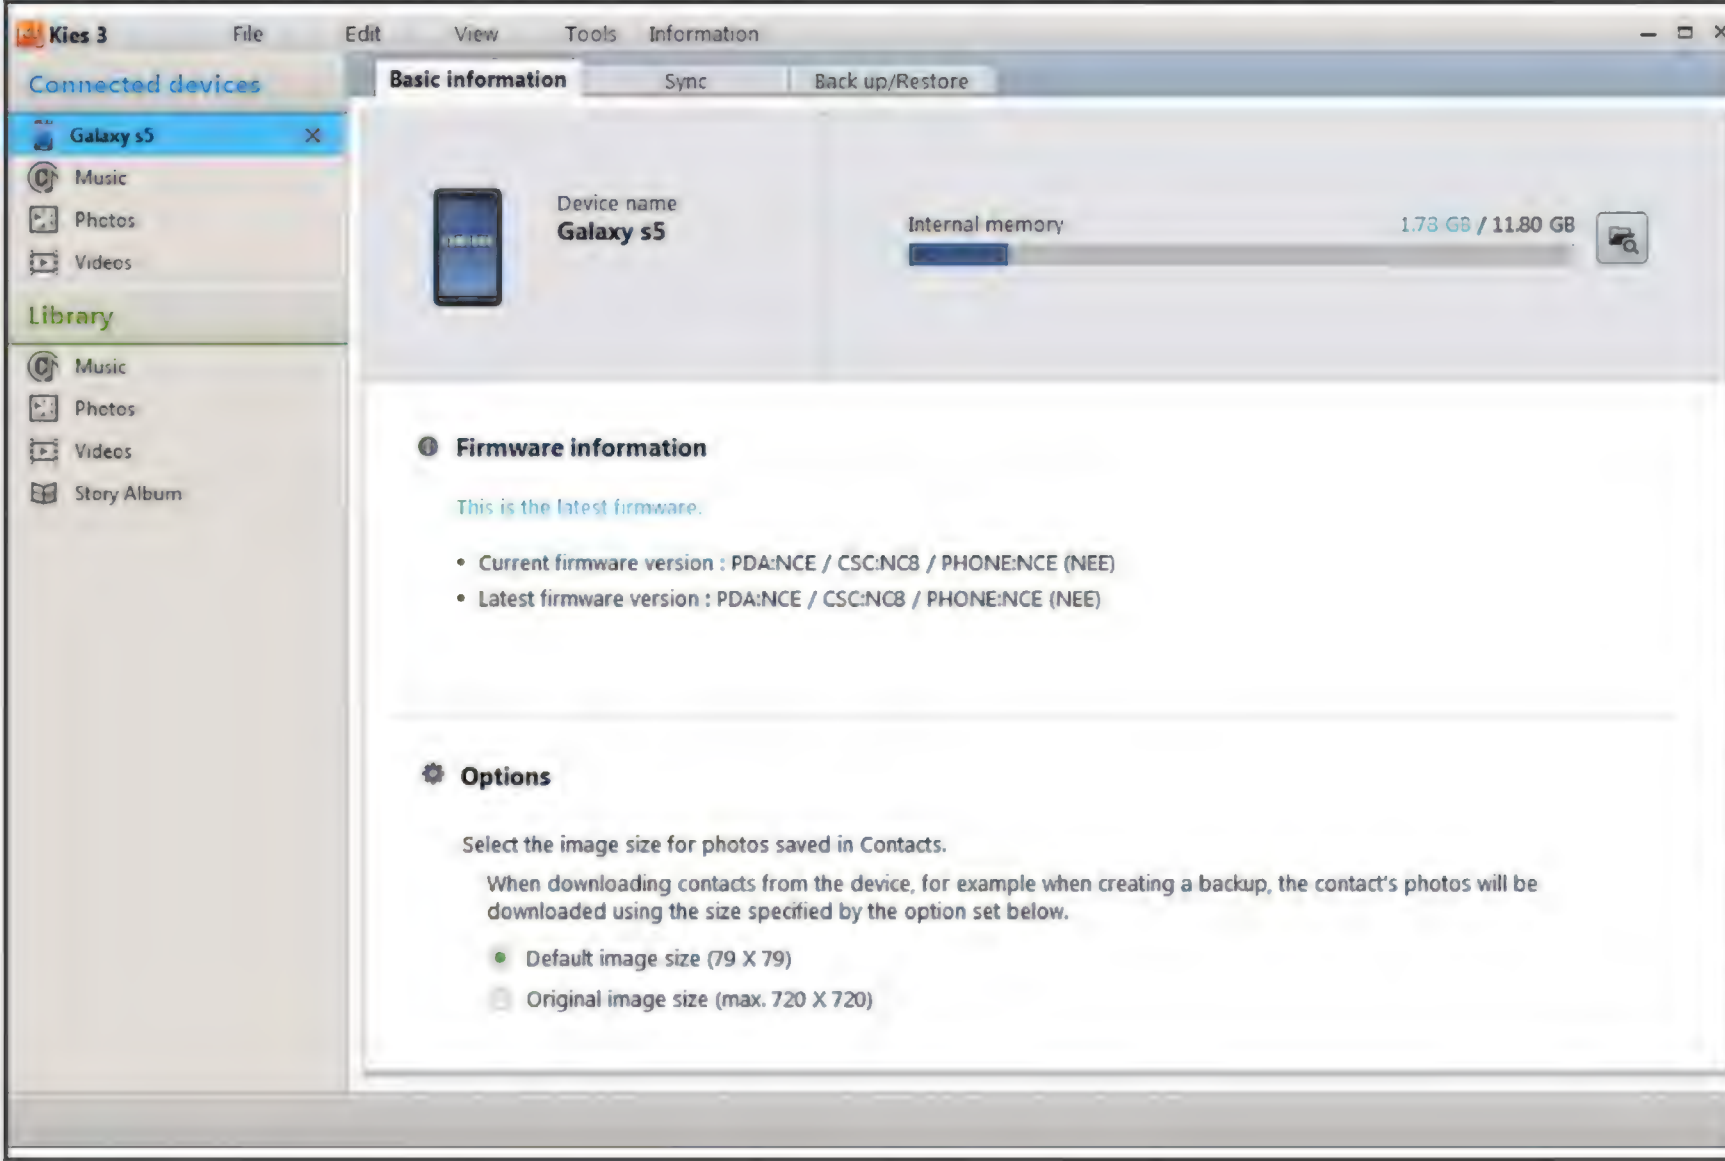 Kies 3 File Edit View Tools Information
Connected devices
Basic information Sync Back up/Restore
Galaxy s5
Music
Photos
Videos
Library
Music
Photos
Videos
Story Album
Device name
Galaxy s5
Internal memory 1.73 GB / 11.80 GB
Firmware information
This is the latest firmware.
• Current firmware version : PDA:NCE / CSC:NC8 / PHONE:NCE (NEE)
• Latest firmware version : PDA:NCE / CSC:NC8 / PHONE:NCE (NEE)
Options
Select the image size for photos saved in Contacts.
When downloading contacts from the device, for example when creating a backup, the contact's photos will be
downloaded using the size specified by the option set below.
Default image size (79 X 79)
Original image size (max. 720 X 720)